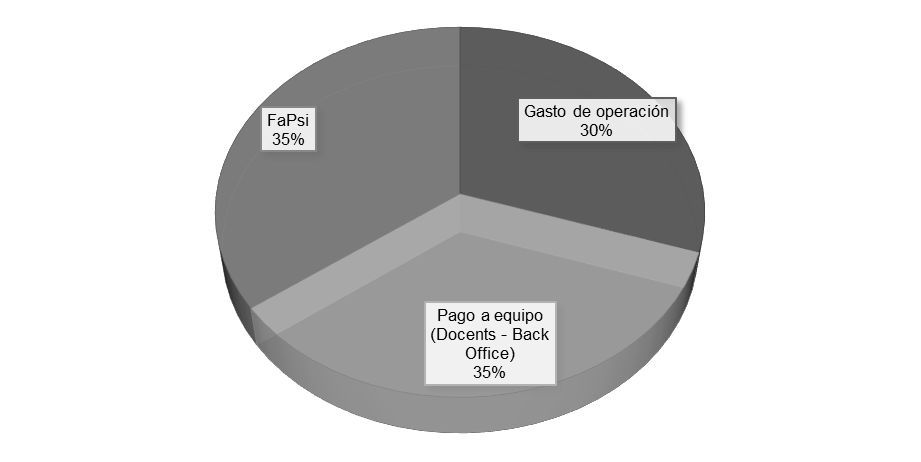 FaPsi
35%
Gasto de operación
30%
Pago a equipo
(Docents - Back
Office)
35%